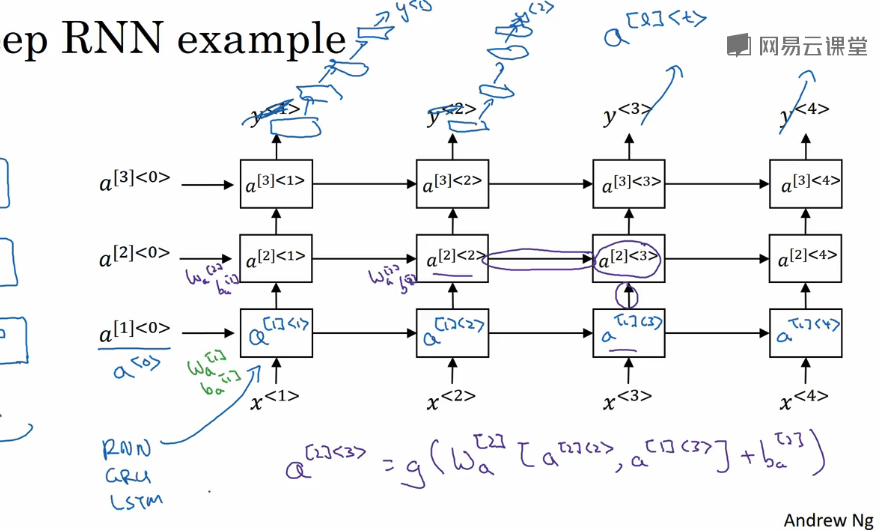 eep RNN example
y<1>
y<2>
a^[l]<t>
网易云课堂
y^<1> y^<2> y^<3> y^<4>
a^[3]<0> a^[3]<1> a^[3]<2> a^[3]<3> a^[3]<4>
a^[2]<0> a^[2]<1> a^[2]<2> a^[2]<3> a^[2]<4>
W_a^[2] b_a^[2] W_a^[2] b_a^[2]
a^[1]<0> a^[1]<1> a^[1]<2> a^[1]<3> a^[1]<4>
a^[0]
W_a^[1]
b_a^[1]
x^<1> x^<2> x^<3> x^<4>
RNN
GRU
LSTM
a^[2]<3> = g(W_a^[2] [a^[2]<2>, a^[1]<3>] + b_a^[2])
Andrew Ng